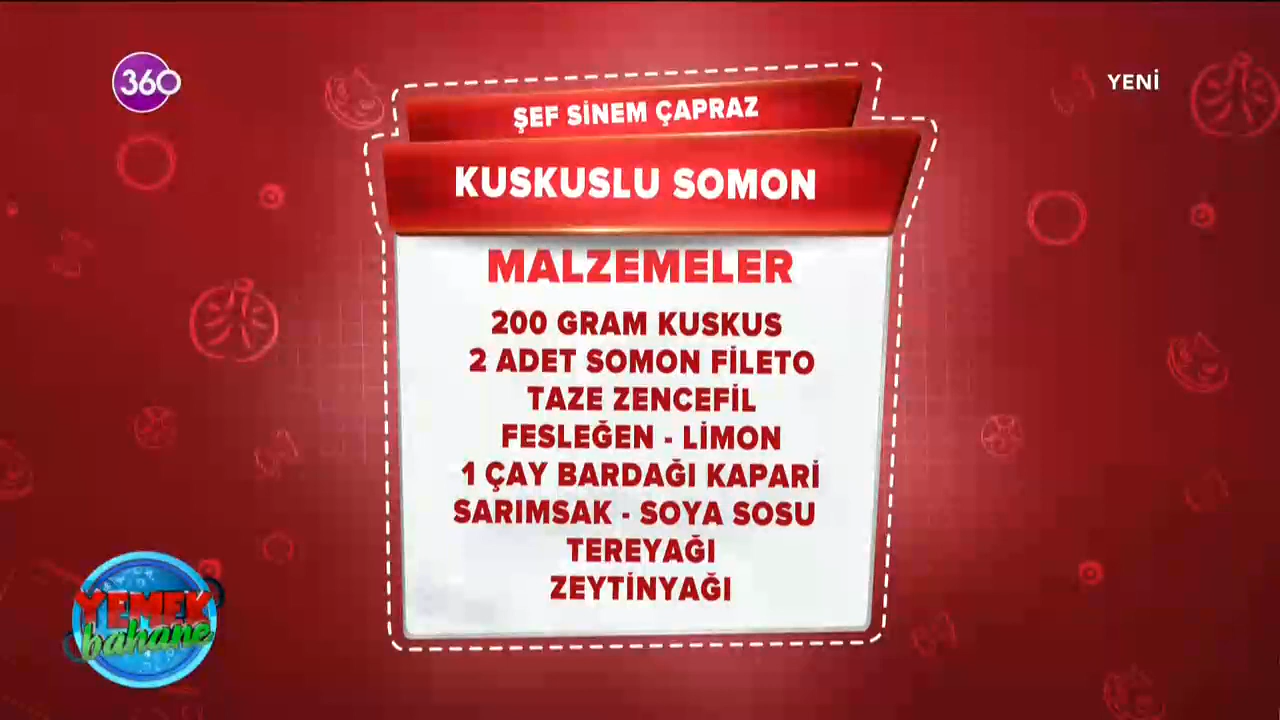 360
YENİ
ŞEF SİNEM ÇAPRAZ
KUSKUSLU SOMON
MALZEMELER
200 GRAM KUSKUS
2 ADET SOMON FİLETO
TAZE ZENCEFİL
FESLEĞEN - LİMON
1 ÇAY BARDAĞI KAPARİ
SARIMSAK - SOYA SOSU
TEREYAĞI
ZEYTİNYAĞI
YEMEK
bahane